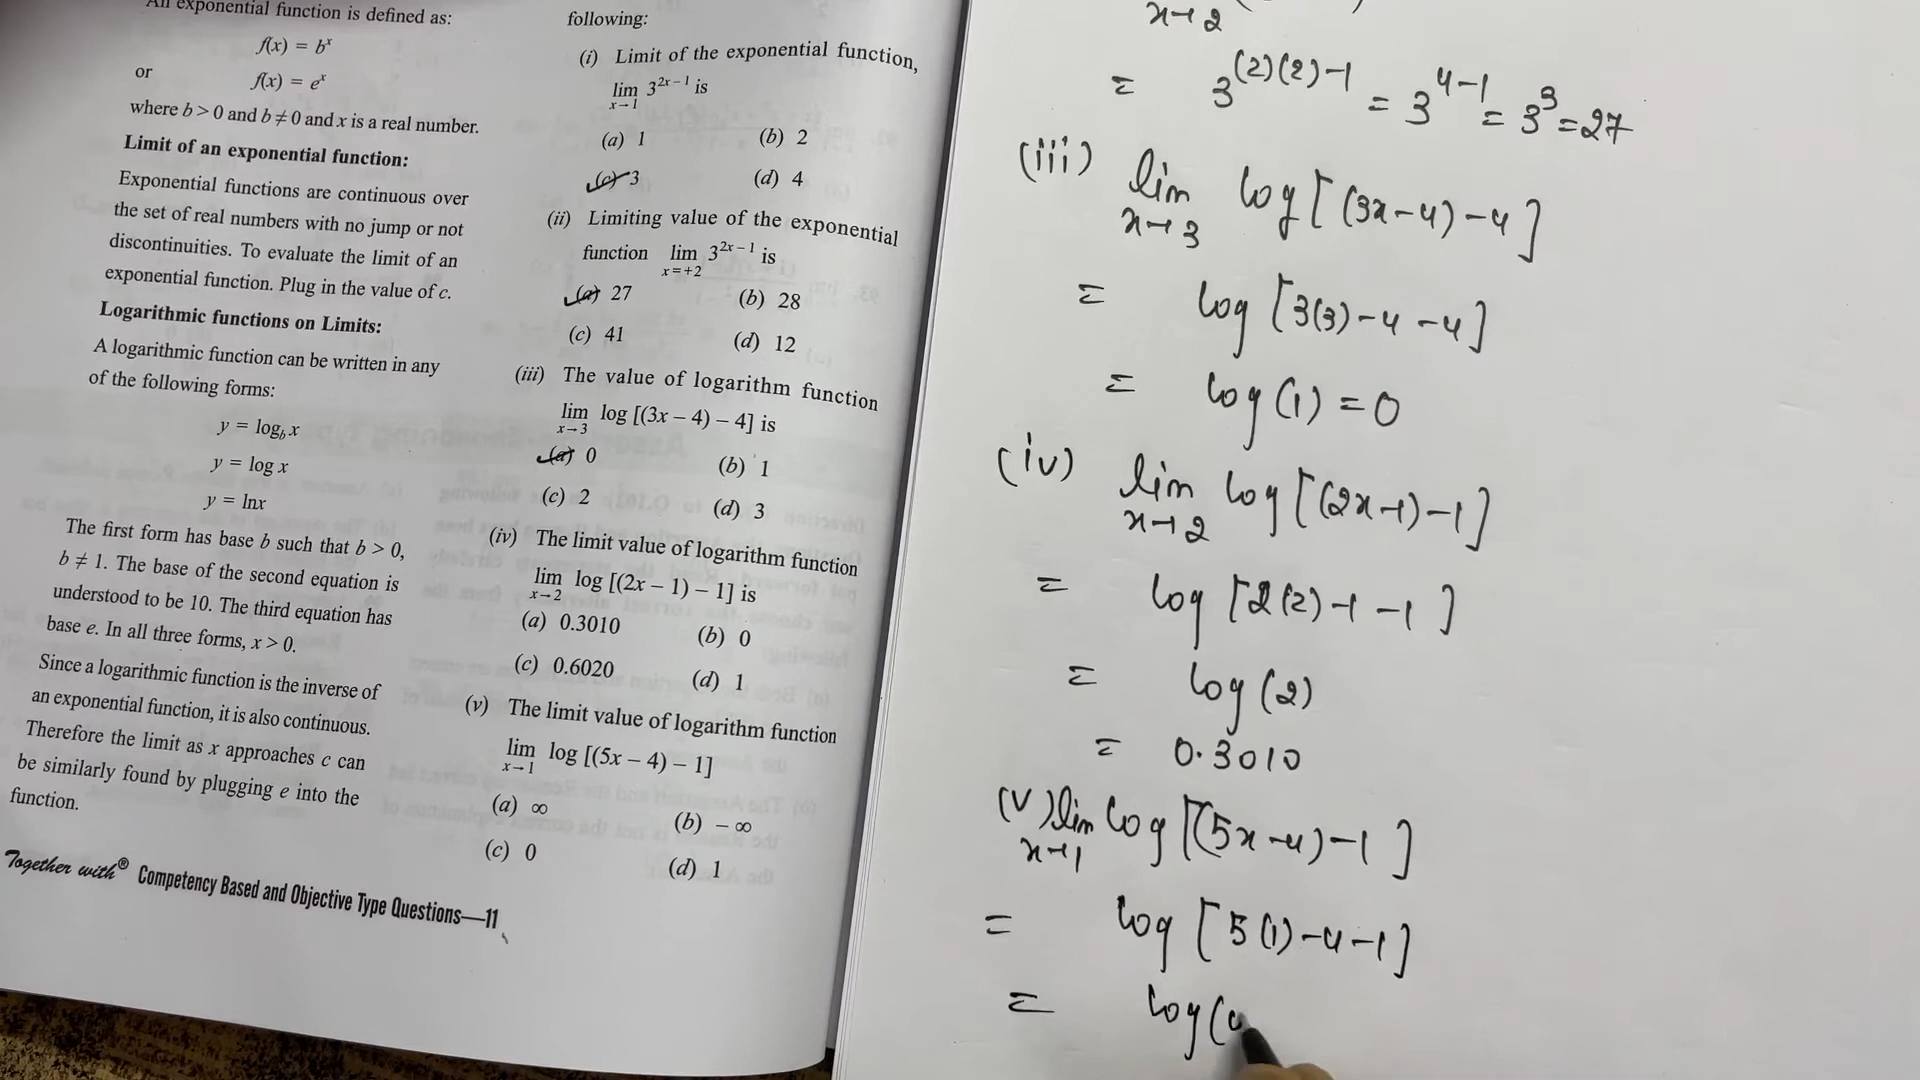 An exponential function is defined as:
f(x) = bˣ
or f(x) = eˣ
where b > 0 and b ≠ 0 and x is a real number.
Limit of an exponential function:
Exponential functions are continuous over
the set of real numbers with no jump or not
discontinuities. To evaluate the limit of an
exponential function. Plug in the value of c.
Logarithmic functions on Limits:
A logarithmic function can be written in any
of the following forms:
y = log_b x
y = log x
y = lnx
The first form has base b such that b > 0,
b ≠ 1. The base of the second equation is
understood to be 10. The third equation has
base e. In all three forms, x > 0.
Since a logarithmic function is the inverse of
an exponential function, it is also continuous.
Therefore the limit as x approaches c can
be similarly found by plugging e into the
function.
Together with® Competency Based and Objective Type Questions—11
following:
(i) Limit of the exponential function,
lim 3^(2x – 1) is
x→1
(a) 1 (b) 2
(c) 3 (d) 4
(ii) Limiting value of the exponential
function lim 3^(2x – 1) is
x=+2
(a) 27 (b) 28
(c) 41 (d) 12
(iii) The value of logarithm function
lim log [(3x – 4) – 4] is
x→3
(a) 0 (b) 1
(c) 2 (d) 3
(iv) The limit value of logarithm function
lim log [(2x – 1) – 1] is
x→2
(a) 0.3010 (b) 0
(c) 0.6020 (d) 1
(v) The limit value of logarithm function
lim log [(5x – 4) – 1]
x→1
(a) ∞ (b) – ∞
(c) 0 (d) 1
x→2
= 3^((2)(2)-1) = 3^(4-1) = 3³ = 27
(iii) lim log[(3x-4)-4]
x→3
= log[3(3)-4-4]
= log(1) = 0
(iv) lim log[(2x-1)-1]
x→2
= log[2(2)-1-1]
= log(2)
= 0.3010
(v) lim log[(5x-4)-1]
x→1
= log[5(1)-4-1]
= log(